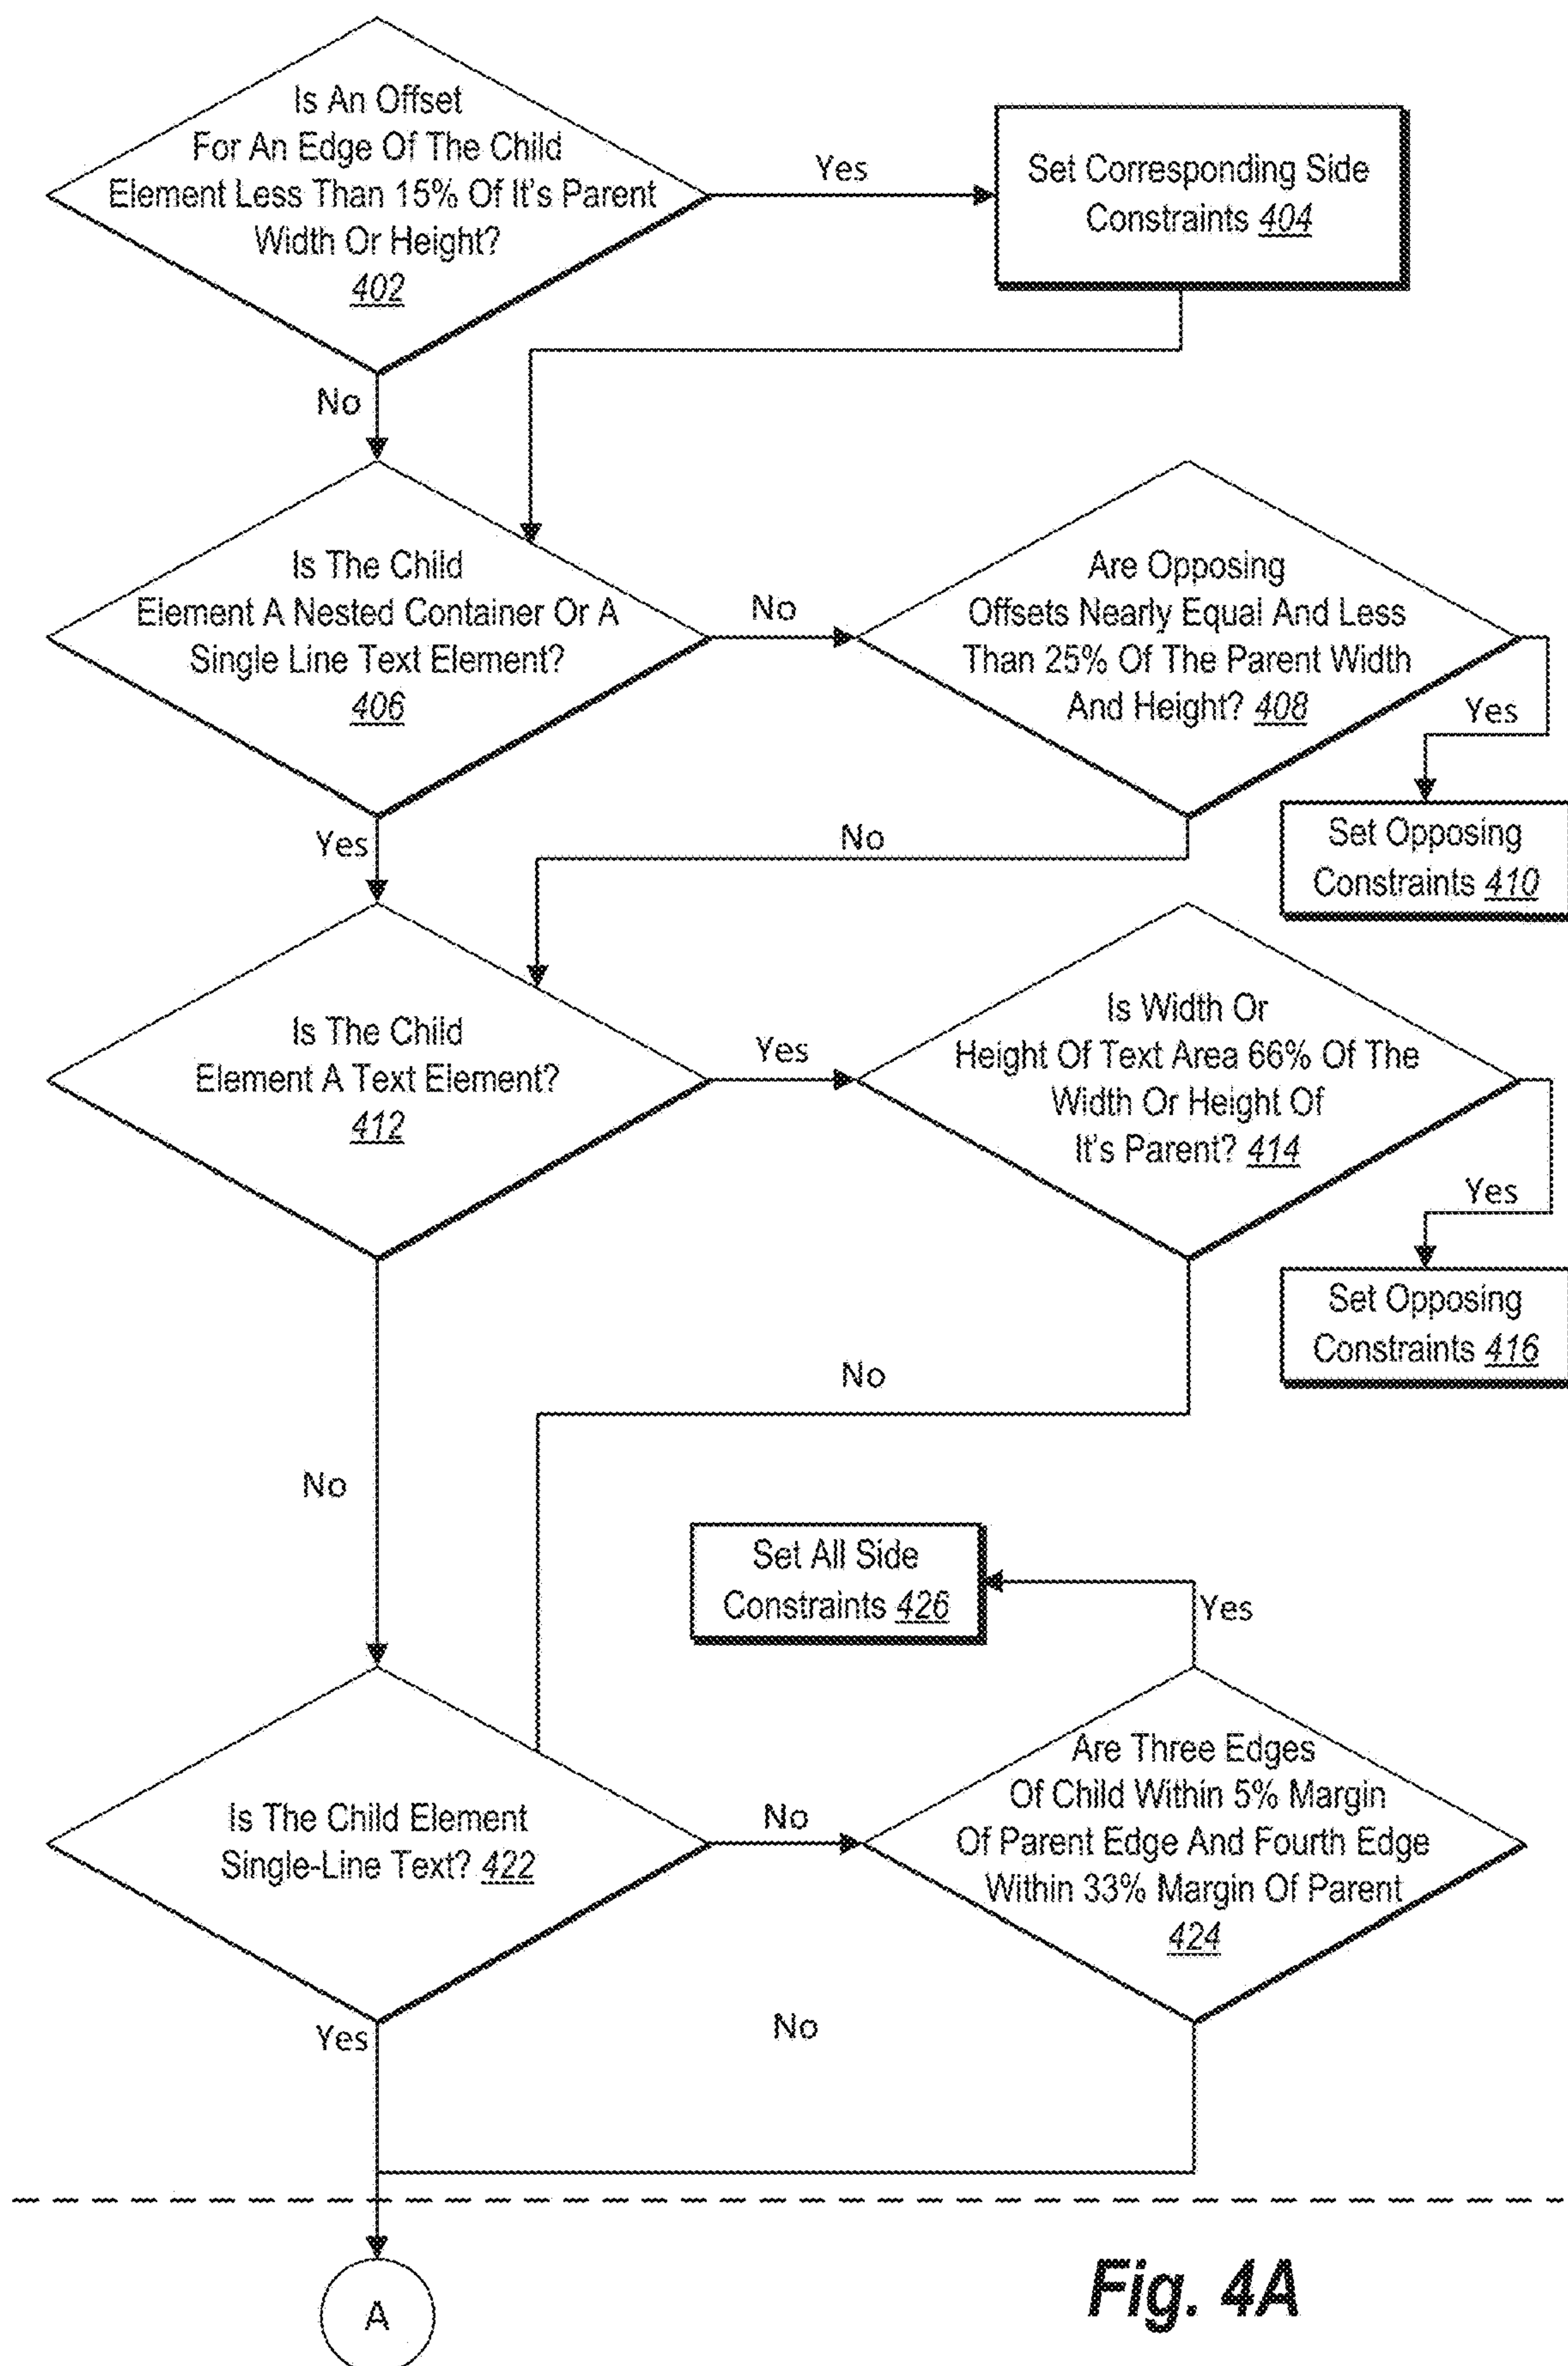 Is An Offset
For An Edge Of The Child
Element Less Than 15% Of It's Parent
Width Or Height?
402
Yes
Set Corresponding Side
Constraints 404
No
Is The Child
Element A Nested Container Or A
Single Line Text Element?
406
No
Are Opposing
Offsets Nearly Equal And Less
Than 25% Of The Parent Width
And Height? 408
Yes
Set Opposing
Constraints 410
Yes
No
Is The Child
Element A Text Element?
412
Yes
Is Width Or
Height Of Text Area 66% Of The
Width Or Height Of
It's Parent? 414
Yes
Set Opposing
Constraints 416
No
No
Set All Side
Constraints 426
Yes
Is The Child Element
Single-Line Text? 422
No
Are Three Edges
Of Child Within 5% Margin
Of Parent Edge And Fourth Edge
Within 33% Margin Of Parent
424
Yes
No
A
Fig. 4A